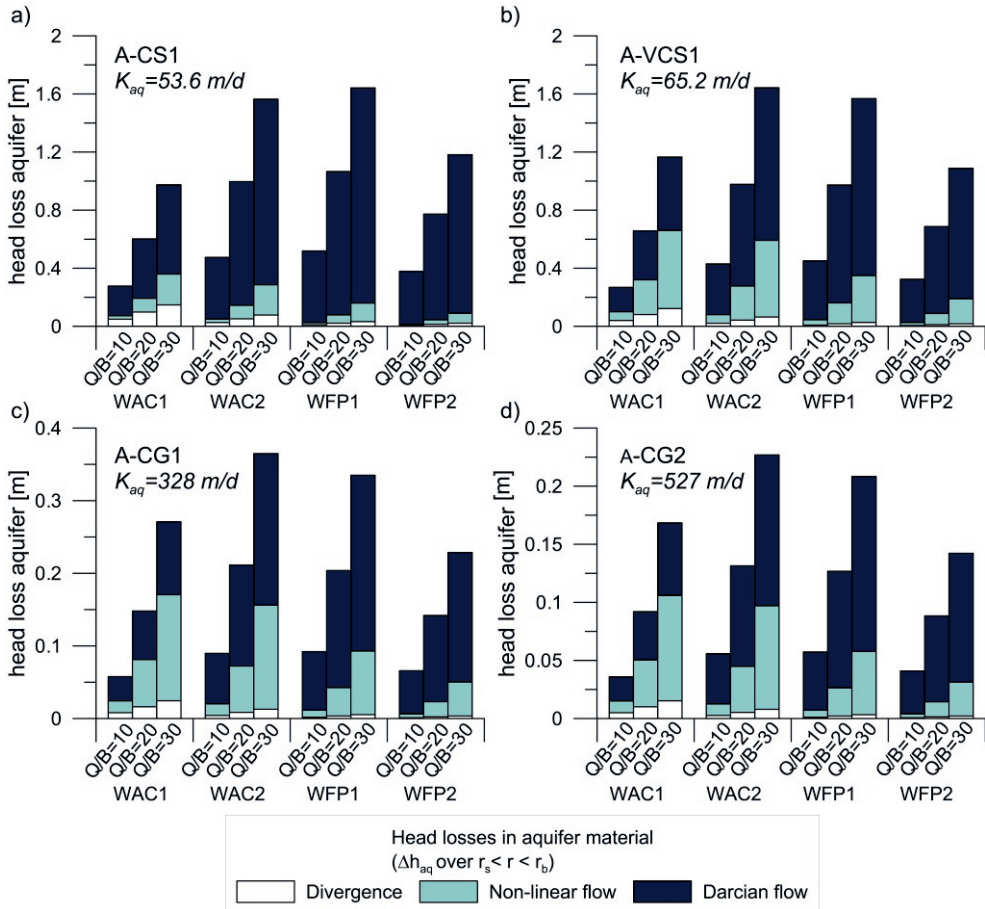 a)
A-CS1
Kaq=53.6 m/d
head loss aquifer [m]
2
1.6
1.2
0.8
0.4
0
Q/B=10 Q/B=20 Q/B=30 Q/B=10 Q/B=20 Q/B=30 Q/B=10 Q/B=20 Q/B=30 Q/B=10 Q/B=20 Q/B=30
WAC1 WAC2 WFP1 WFP2
b)
A-VCS1
Kaq=65.2 m/d
head loss aquifer [m]
2
1.6
1.2
0.8
0.4
0
Q/B=10 Q/B=20 Q/B=30 Q/B=10 Q/B=20 Q/B=30 Q/B=10 Q/B=20 Q/B=30 Q/B=10 Q/B=20 Q/B=30
WAC1 WAC2 WFP1 WFP2
c)
A-CG1
Kaq=328 m/d
head loss aquifer [m]
0.4
0.3
0.2
0.1
0
Q/B=10 Q/B=20 Q/B=30 Q/B=10 Q/B=20 Q/B=30 Q/B=10 Q/B=20 Q/B=30 Q/B=10 Q/B=20 Q/B=30
WAC1 WAC2 WFP1 WFP2
d)
A-CG2
Kaq=527 m/d
head loss aquifer [m]
0.25
0.2
0.15
0.1
0.05
0
Q/B=10 Q/B=20 Q/B=30 Q/B=10 Q/B=20 Q/B=30 Q/B=10 Q/B=20 Q/B=30 Q/B=10 Q/B=20 Q/B=30
WAC1 WAC2 WFP1 WFP2
Head losses in aquifer material
(Δhaq over rs< r < rb)
Divergence Non-linear flow Darcian flow